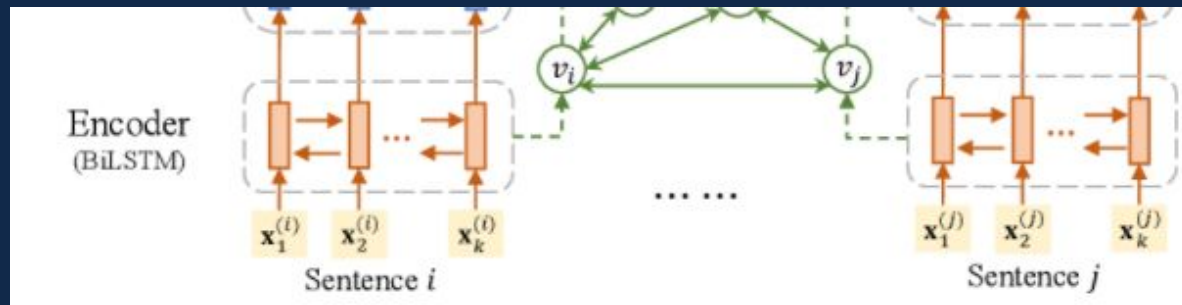 v_i v_j
Encoder
(BiLSTM)
... ...
... ...
x_1^{(i)} x_2^{(i)} x_k^{(i)} x_1^{(j)} x_2^{(j)} x_k^{(j)}
Sentence i Sentence j